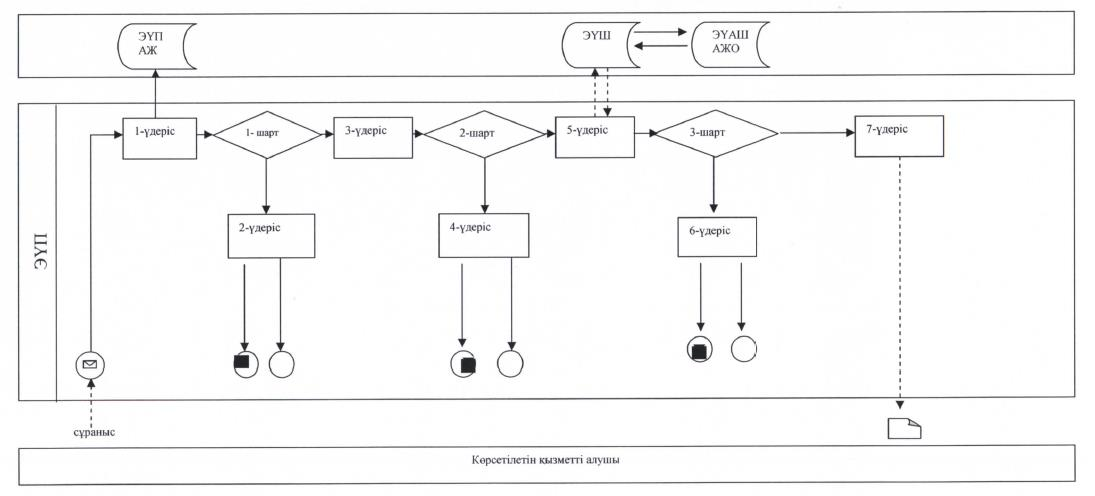 ЭҮП
АЖ
ЭҮШ
ЭҮАШ
АЖО
1-үдеріс
1- шарт
3-үдеріс
2-шарт
5-үдеріс
3-шарт
7-үдеріс
2-үдеріс
4-үдеріс
6-үдеріс
ЭҮП
сұраныс
Көрсетілетін қызметті алушы